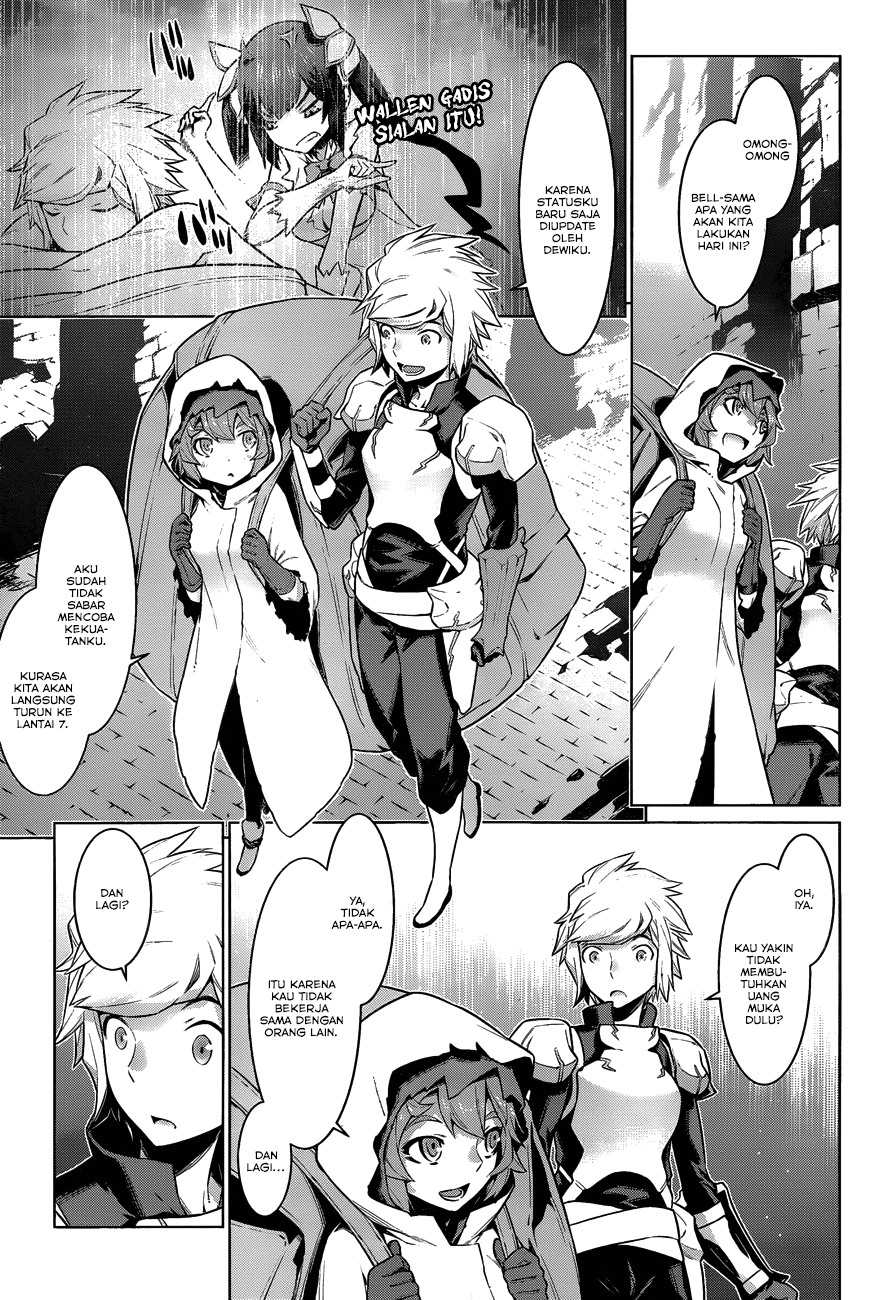 OMONG-
OMONG
BELL-SAMA
APA YANG
AKAN KITA
LAKUKAN
HARI INI?
KARENA
STATUSKU
BARU SAJA
DIUPDATE
OLEH
DEWIKU.
WALLEN GADIS
SIALAN ITU!
AKU
SUDAH
TIDAK
SABAR
MENCOBA
KEKUA-
TANKU.
KURASA
KITA AKAN
LANGSUNG
TURUN KE
LANTAI 7.
OH,
IYA.
KAU YAKIN
TIDAK
MEMBU-
TUHKAN
UANG
MUKA
DULU?
YA,
TIDAK
APA-APA.
ITU KARENA
KAU TIDAK
BEKERJA
SAMA DENGAN
ORANG LAIN.
DAN
LAGI...
DAN
LAGI?